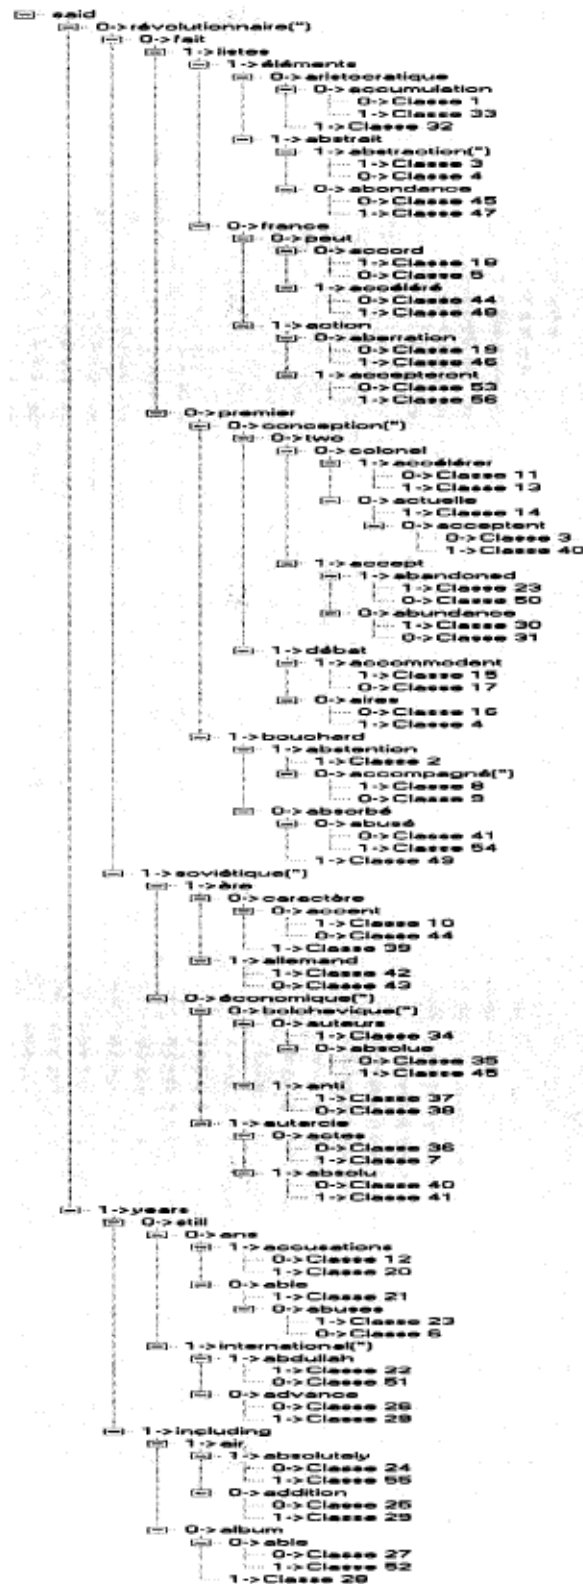 said
0->révolutionnaire(*)
0->fait
1->listes
1->éléments
0->aristocratique
0->accumulation
0->Classe 1
1->Classe 33
1->Classe 32
1->abstrait
1->abstraction(*)
1->Classe 3
0->Classe 4
0->abondance
0->Classe 45
1->Classe 47
0->france
0->peut
0->accord
1->Classe 18
0->Classe 5
1->accéléré
0->Classe 44
1->Classe 48
1->action
0->aberration
0->Classe 19
1->Classe 46
1->accepteront
0->Classe 53
1->Classe 56
0->premier
0->conception(*)
0->two
0->colonel
1->accélérer
0->Classe 11
1->Classe 13
0->actuelle
1->Classe 14
0->acceptent
0->Classe 3
1->Classe 40
1->accept
1->abandoned
1->Classe 23
0->Classe 50
0->abundance
1->Classe 30
0->Classe 31
1->débat
1->accommodent
1->Classe 15
0->Classe 17
0->aires
0->Classe 16
1->Classe 4
1->bouchard
1->abstention
1->Classe 2
0->accompagné(*)
1->Classe 8
0->Classe 9
0->absorbé
0->abusé
0->Classe 41
1->Classe 54
1->Classe 49
1->soviétique(*)
1->ère
0->caractère
0->accent
1->Classe 10
0->Classe 44
1->Classe 39
1->allemand
1->Classe 42
0->Classe 43
0->économique(*)
0->bolchevique(*)
0->auteurs
1->Classe 34
0->absolue
0->Classe 35
1->Classe 45
1->anti
1->Classe 37
0->Classe 38
1->autarcie
0->actes
0->Classe 36
1->Classe 7
1->absolu
0->Classe 40
1->Classe 41
1->years
0->still
0->ans
1->accusations
0->Classe 12
1->Classe 20
0->able
1->Classe 21
0->abuses
1->Classe 23
0->Classe 6
1->international(*)
1->abdullah
1->Classe 22
0->Classe 51
0->advance
0->Classe 26
1->Classe 29
1->including
1->air
1->absolutely
0->Classe 24
1->Classe 55
0->addition
0->Classe 25
1->Classe 29
0->album
0->able
0->Classe 27
1->Classe 52
1->Classe 28